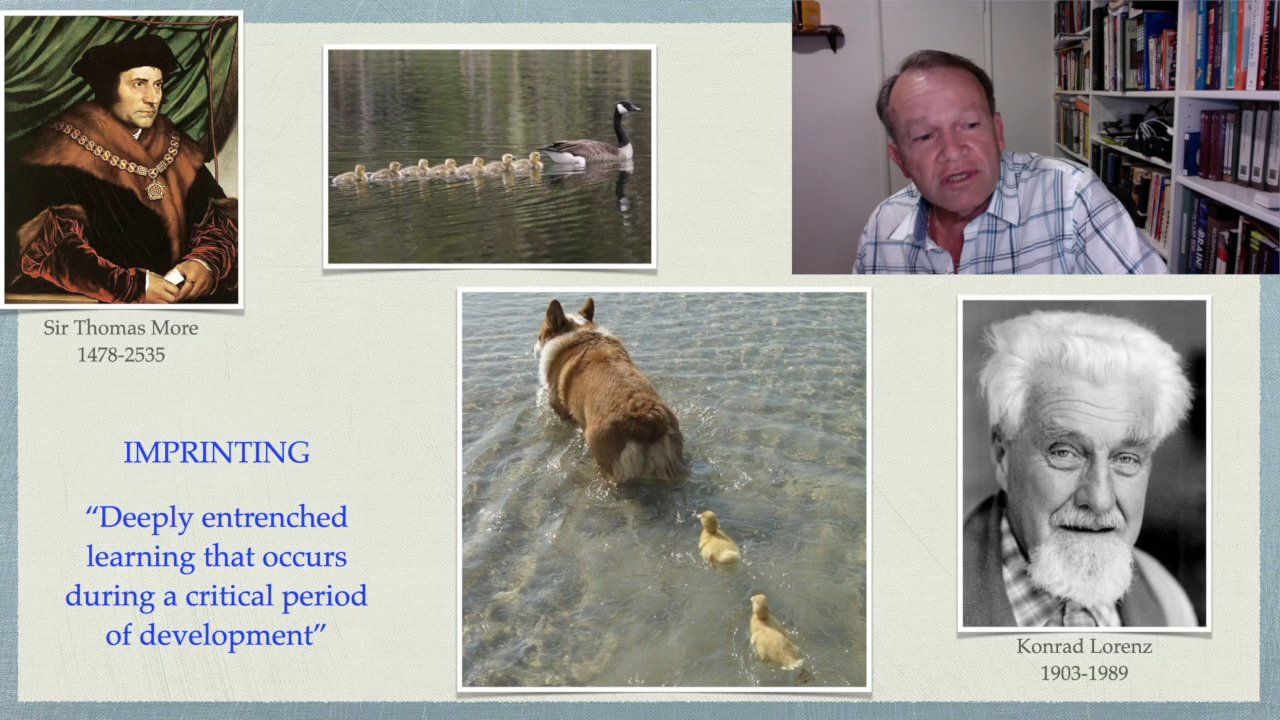 Sir Thomas More
1478-2535
IMPRINTING
“Deeply entrenched
learning that occurs
during a critical period
of development”
Konrad Lorenz
1903-1989